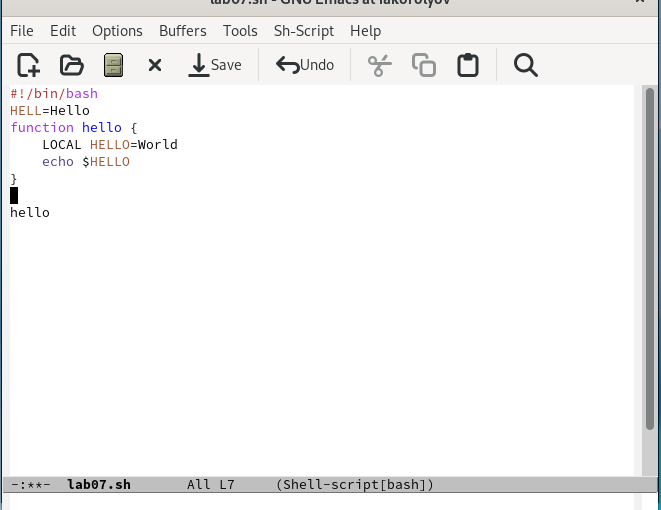 lab07.sh - GNU Emacs at
File Edit Options Buffers Tools Sh-Script Help
Save Undo
#!/bin/bash
HELL=Hello
function hello {
    LOCAL HELLO=World
    echo $HELLO
}
hello
-:**-  lab07.sh       All L7     (Shell-script[bash])